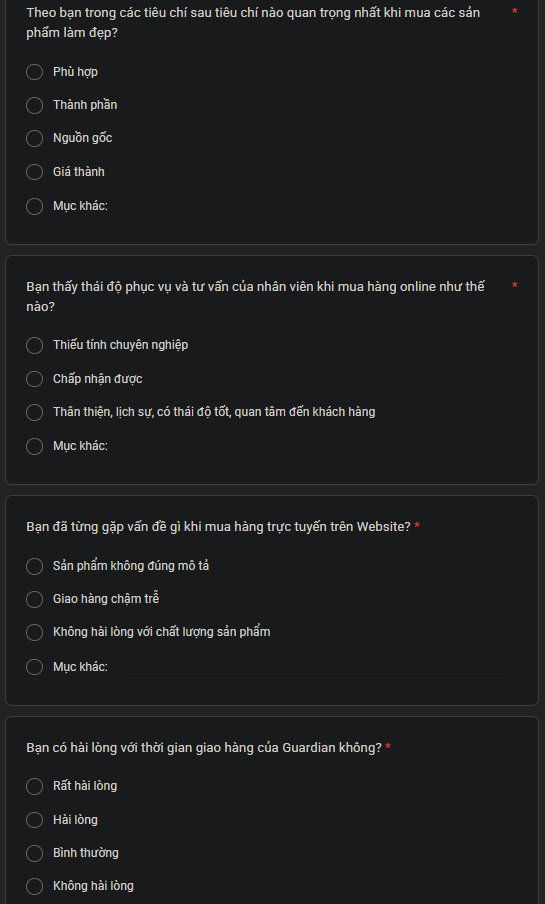 Theo bạn trong các tiêu chí sau tiêu chí nào quan trọng nhất khi mua các sản *
phẩm làm đẹp?
Phù hợp
Thành phần
Nguồn gốc
Giá thành
Mục khác:
Bạn thấy thái độ phục vụ và tư vấn của nhân viên khi mua hàng online như thế *
nào?
Thiếu tính chuyên nghiệp
Chấp nhận được
Thân thiện, lịch sự, có thái độ tốt, quan tâm đến khách hàng
Mục khác:
Bạn đã từng gặp vấn đề gì khi mua hàng trực tuyến trên Website? *
Sản phẩm không đúng mô tả
Giao hàng chậm trễ
Không hài lòng với chất lượng sản phẩm
Mục khác:
Bạn có hài lòng với thời gian giao hàng của Guardian không? *
Rất hài lòng
Hài lòng
Bình thường
Không hài lòng